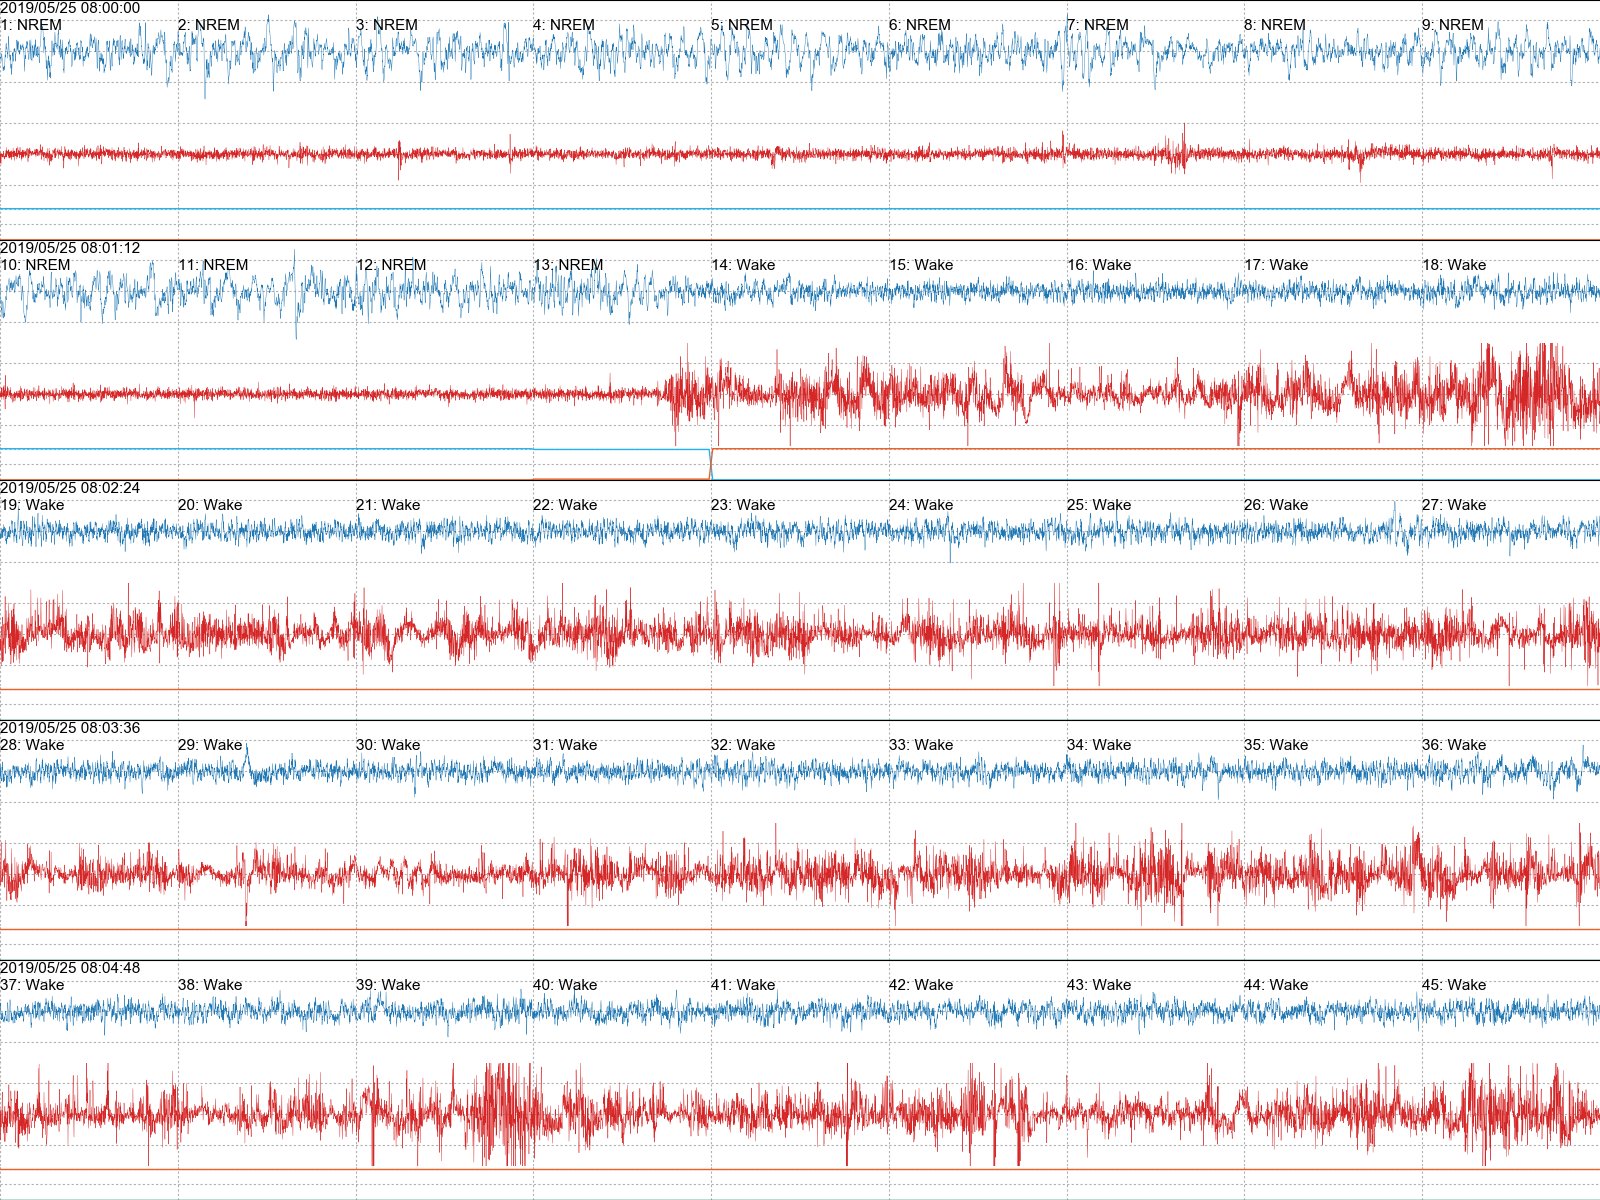 2019/05/25 08:00:00
1: NREM 2: NREM 3: NREM 4: NREM 5: NREM 6: NREM 7: NREM 8: NREM 9: NREM
2019/05/25 08:01:12
10: NREM 11: NREM 12: NREM 13: NREM 14: Wake 15: Wake 16: Wake 17: Wake 18: Wake
2019/05/25 08:02:24
19: Wake 20: Wake 21: Wake 22: Wake 23: Wake 24: Wake 25: Wake 26: Wake 27: Wake
2019/05/25 08:03:36
28: Wake 29: Wake 30: Wake 31: Wake 32: Wake 33: Wake 34: Wake 35: Wake 36: Wake
2019/05/25 08:04:48
37: Wake 38: Wake 39: Wake 40: Wake 41: Wake 42: Wake 43: Wake 44: Wake 45: Wake